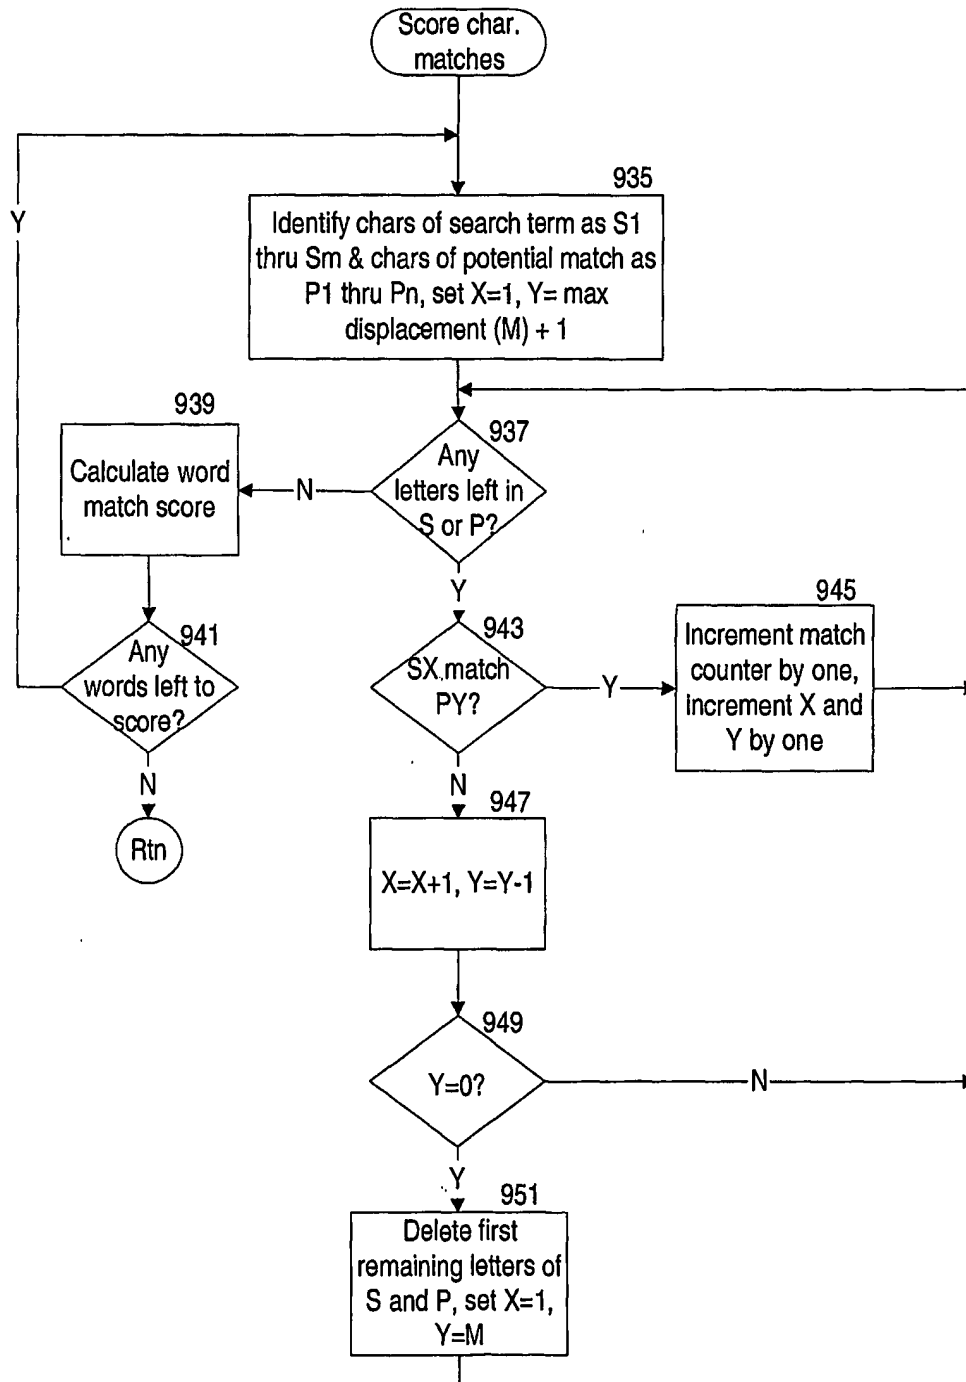 Score char.
matches
935
Y
Identify chars of search term as S1
thru Sm & chars of potential match as
P1 thru Pn, set X=1, Y= max
displacement (M) + 1
939
937
Calculate word
match score
N
Any
letters left in
S or P?
Y
945
941
Any
words left to
score?
943
SX match
PY?
Y
Increment match
counter by one,
increment X and
Y by one
N
N
947
Rtn
X=X+1, Y=Y-1
949
Y=0?
N
Y
951
Delete first
remaining letters of
S and P, set X=1,
Y=M